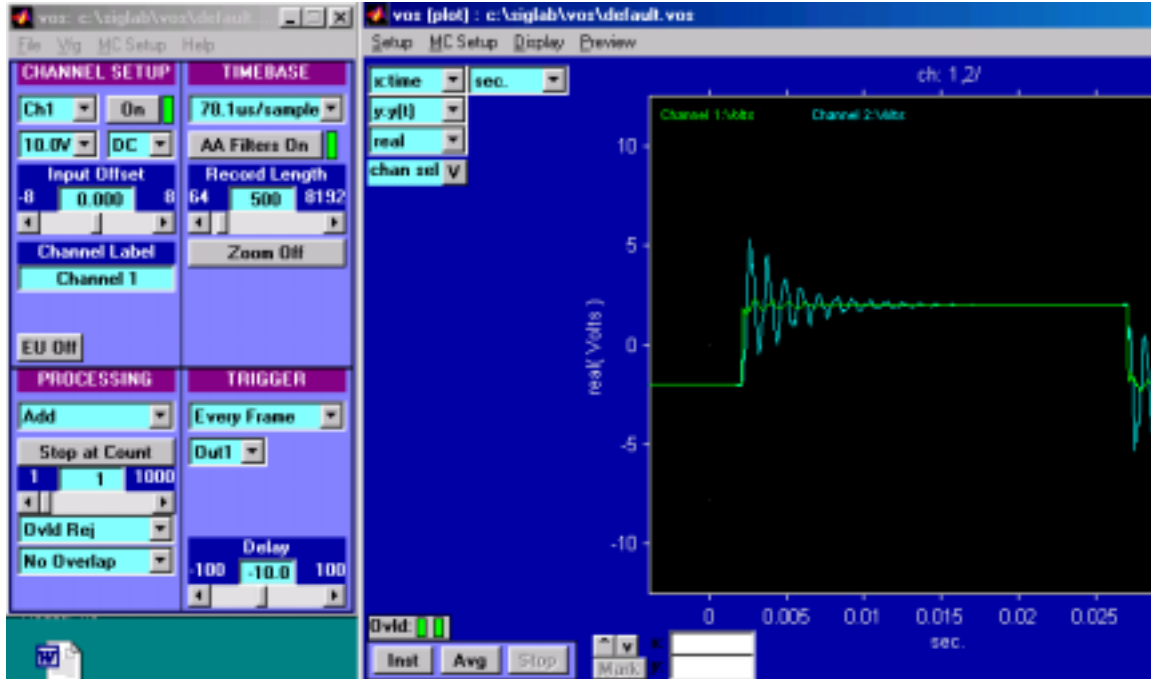 vos: c:\siglab\vos\default.
File Vfg MC Setup Help
CHANNEL SETUP
Ch1 On
10.0V DC
Input Offset
-8 0.000 8
Channel Label
Channel 1
EU Off
TIMEBASE
78.1us/sample
AA Filters On
Record Length
64 500 8192
Zoom Off
PROCESSING
Add
Stop at Count
1 1 1000
Ovld Rej
No Overlap
TRIGGER
Every Frame
Out1
Delay
-100 -10.0 100
vos (plot) : c:\siglab\vos\default.vos
Setup MC Setup Display Preview
x:time sec.
y:y(t)
real
chan sel V
ch: 1,2/
Channel 1:Volts Channel 2:Volts
10
5
0
-5
-10
real( Volts )
0 0.005 0.01 0.015 0.02 0.025
sec.
Ovld:
Inst Avg Stop
^ v
Mark